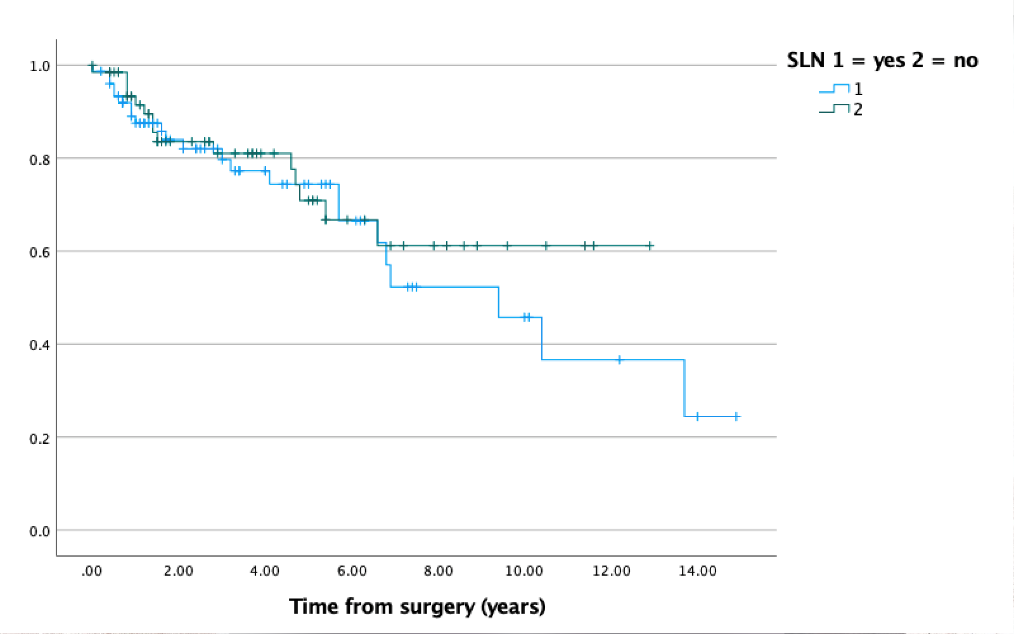 SLN 1 = yes 2 = no
1
2
1.0
0.8
0.6
0.4
0.2
0.0
.00 2.00 4.00 6.00 8.00 10.00 12.00 14.00
Time from surgery (years)